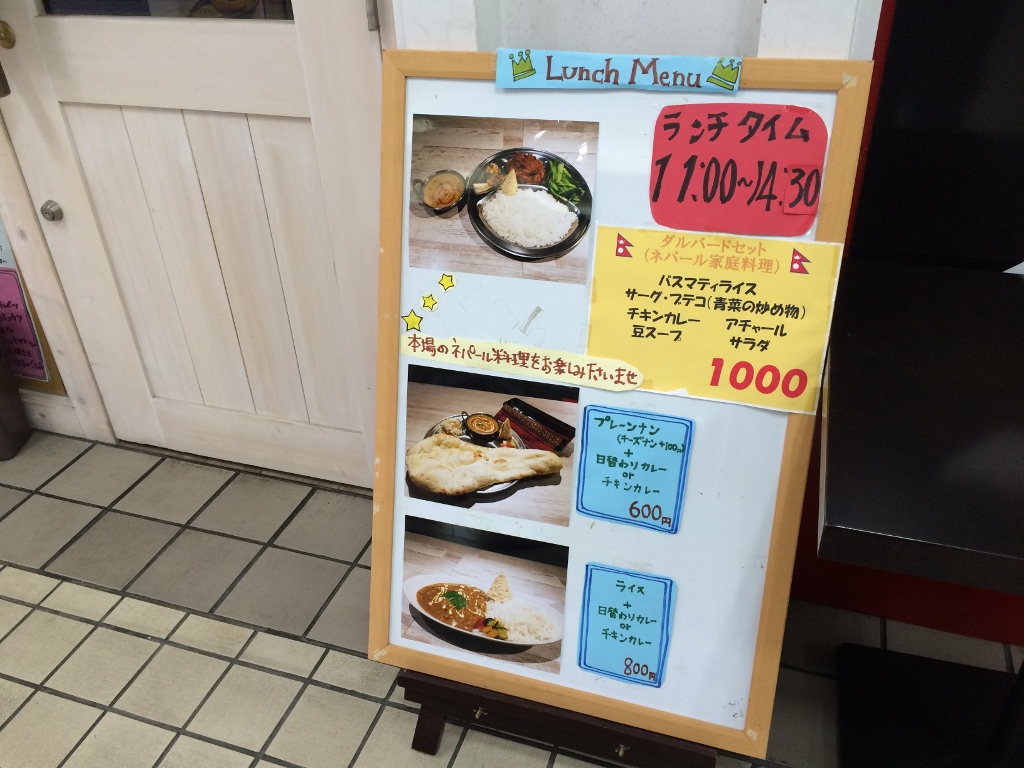 Lunch Menu
ランチタイム
11:00~14:30
ダルバードセット
(ネパール家庭料理)
バスマティライス
サーグ・ブテコ(青菜の炒め物)
チキンカレー アチャール
豆スープ サラダ
1000
本場のネパール料理をお楽しみ下さいませ
プレーンナン
(チーズナン+100円)
+
日替わりカレー
or
チキンカレー
600円
ライス
+
日替わりカレー
or
チキンカレー
800円